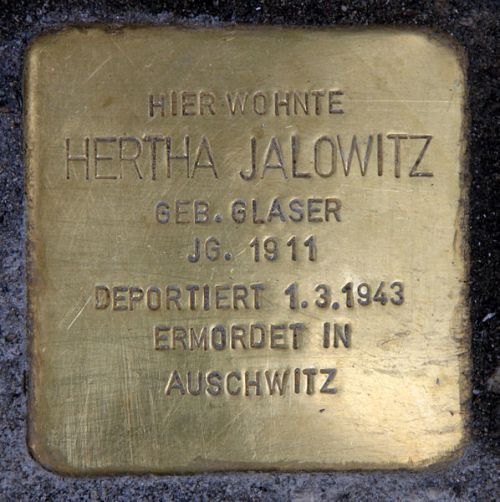 HIER WOHNTE
HERTHA JALOWITZ
GEB. GLASER
JG. 1911
DEPORTIERT 1.3.1943
ERMORDET IN
AUSCHWITZ